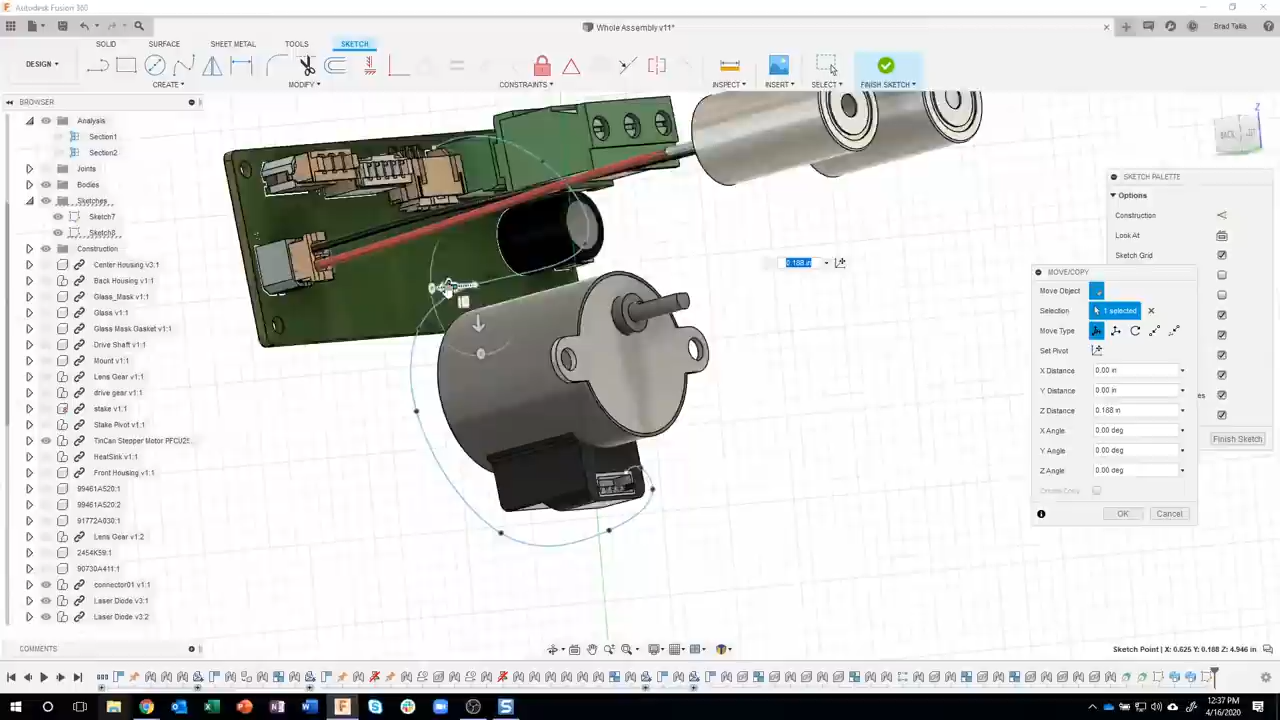 Autodesk Fusion 360
Whole Assembly v11*
Brad Tallis
SOLID
SURFACE
SHEET METAL
TOOLS
SKETCH
DESIGN
CREATE
MODIFY
CONSTRAINTS
INSPECT
INSERT
SELECT
FINISH SKETCH
BROWSER
Analysis
Section1
Section2
Joints
Bodies
Sketches
Sketch7
Sketch8
Construction
Center Housing v3:1
Back Housing v1:1
Glass_Mask v1:1
Glass v1:1
Glass Mask Gasket v1:1
Drive Shaft v1:1
Mount v1:1
Lens Gear v1:1
drive gear v1:1
stake v1:1
Stake Pivot v1:1
TinCan Stepper Motor PFCU25...
HeatSink v1:1
Front Housing v1:1
99461A520:1
99461A520:2
91772A030:1
Lens Gear v1:2
2454K59:1
90730A411:1
connector01 v1:1
Laser Diode v3:1
Laser Diode v3:2
COMMENTS
BACK
LEFT
Z
0.188 in
SKETCH PALETTE
Options
Construction
Look At
Sketch Grid
MOVE/COPY
Move Object
Selection
1 selected
Move Type
Set Pivot
X Distance
0.00 in
Y Distance
0.00 in
Z Distance
0.188 in
X Angle
0.00 deg
Y Angle
0.00 deg
Z Angle
0.00 deg
Create Copy
OK
Cancel
es
Finish Sketch
Sketch Point | X: 0.625 Y: 0.188 Z: 4.946 in
12:37 PM
4/16/2020